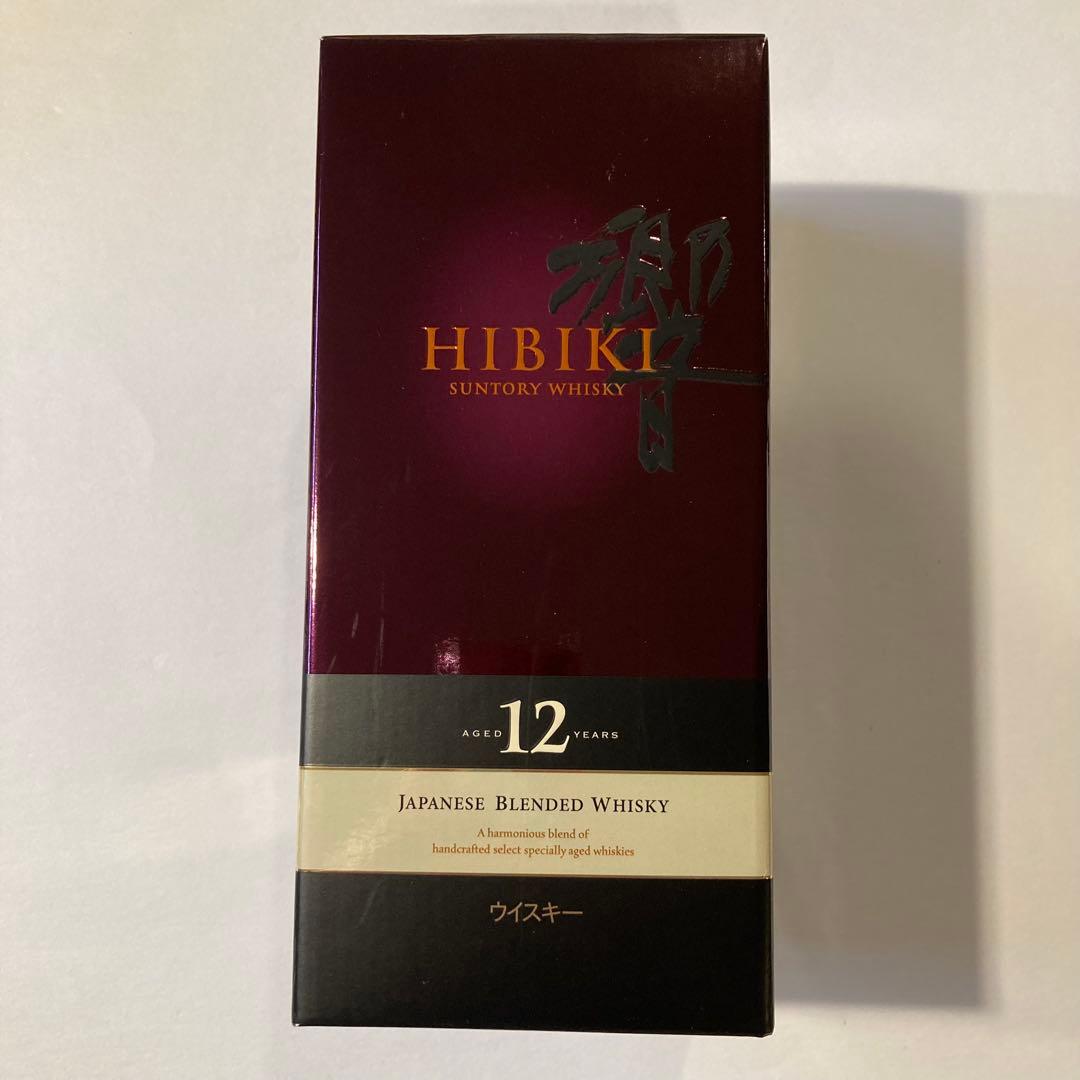 響
HIBIKI
SUNTORY WHISKY
AGED 12 YEARS
JAPANESE BLENDED WHISKY
A harmonious blend of
handcrafted select specially aged whiskies
ウイスキー